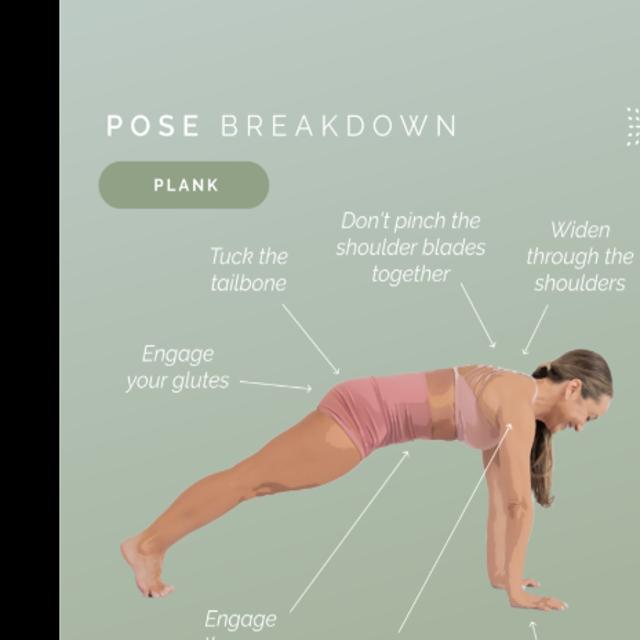 POSE BREAKDOWN
PLANK
Don't pinch the
shoulder blades
together
Widen
through the
shoulders
Tuck the
tailbone
Engage
your glutes
Engage